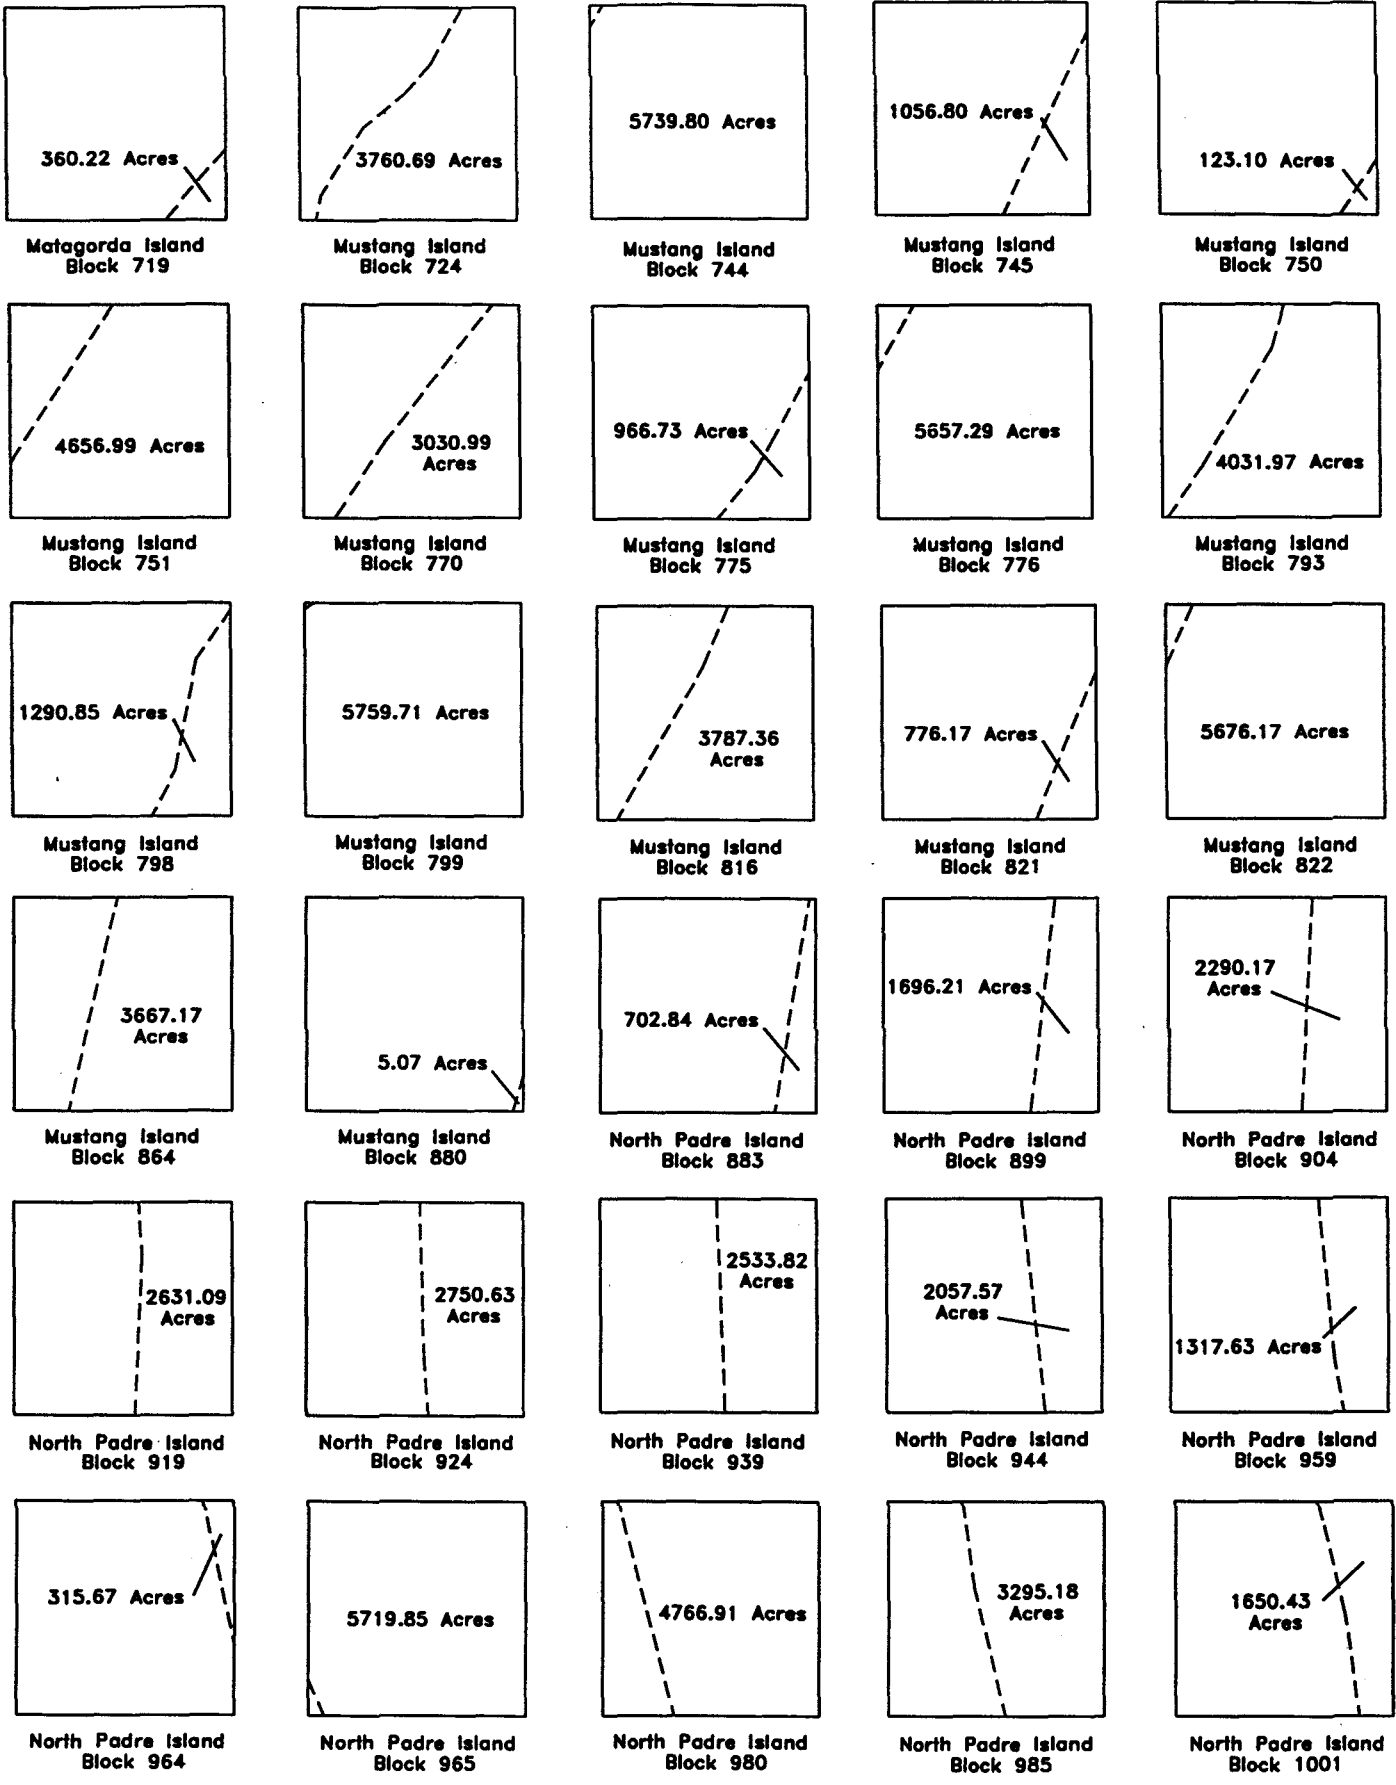 360.22 Acres
Matagorda Island
Block 719
3760.69 Acres
Mustang Island
Block 724
5739.80 Acres
Mustang Island
Block 744
1056.80 Acres
Mustang Island
Block 745
123.10 Acres
Mustang Island
Block 750
4656.99 Acres
Mustang Island
Block 751
3030.99
Acres
Mustang Island
Block 770
966.73 Acres
Mustang Island
Block 775
5657.29 Acres
Mustang Island
Block 776
4031.97 Acres
Mustang Island
Block 793
1290.85 Acres
Mustang Island
Block 798
5759.71 Acres
Mustang Island
Block 799
3787.36
Acres
Mustang Island
Block 816
776.17 Acres
Mustang Island
Block 821
5676.17 Acres
Mustang Island
Block 822
3667.17
Acres
Mustang Island
Block 864
5.07 Acres
Mustang Island
Block 880
702.84 Acres
North Padre Island
Block 883
1696.21 Acres
North Padre Island
Block 899
2290.17
Acres
North Padre Island
Block 904
2631.09
Acres
North Padre Island
Block 919
2750.63
Acres
North Padre Island
Block 924
2533.82
Acres
North Padre Island
Block 939
2057.57
Acres
North Padre Island
Block 944
1317.63 Acres
North Padre Island
Block 959
315.67 Acres
North Padre Island
Block 964
5719.85 Acres
North Padre Island
Block 965
4766.91 Acres
North Padre Island
Block 980
3295.18
Acres
North Padre Island
Block 985
1650.43
Acres
North Padre Island
Block 1001